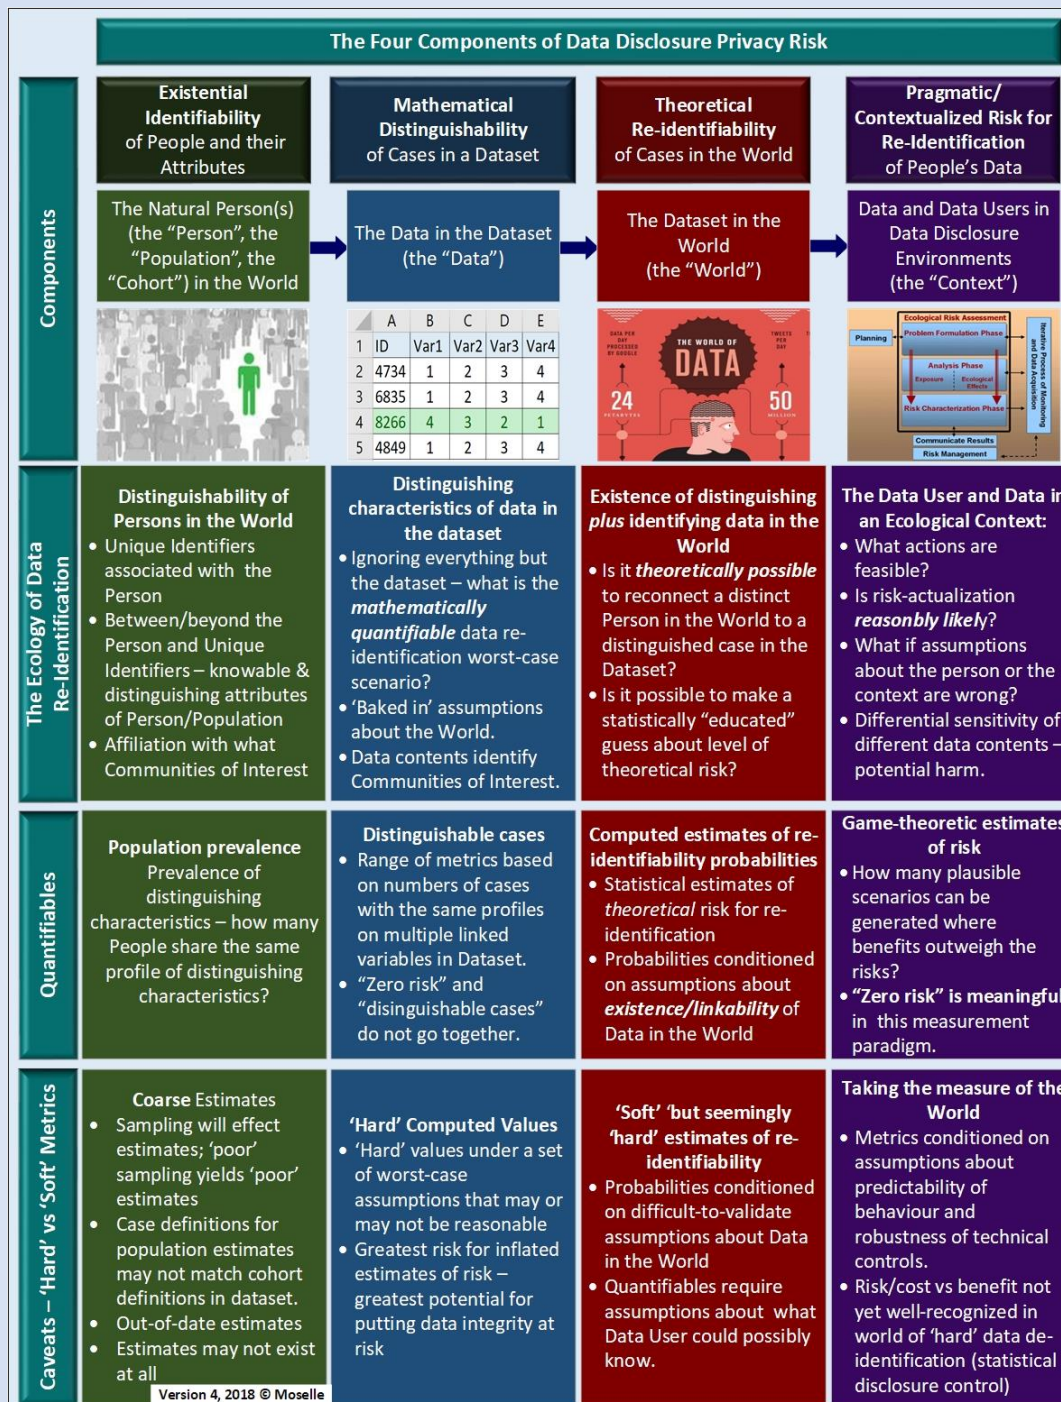 The Four Components of Data Disclosure Privacy Risk
Components
Existential
Identifiability
of People and their
Attributes
Mathematical
Distinguishability
of Cases in a Dataset
Theoretical
Re-identifiability
of Cases in the World
Pragmatic/
Contextualized Risk for
Re-Identification
of People's Data
The Natural Person(s)
(the "Person", the
"Population", the
"Cohort") in the World
The Data in the Dataset
(the "Data")
The Dataset in the
World
(the "World")
Data and Data Users in
Data Disclosure
Environments
(the "Context")
A B C D E
1 ID Var1 Var2 Var3 Var4
2 4734 1 2 3 4
3 6835 1 2 3 4
4 8266 4 3 2 1
5 4849 1 2 3 4
DATA PER
DAY
PROCESSED
BY GOOGLE
24
PETABYTES
THE WORLD OF
DATA
TWEETS
PER
DAY
50
MILLION
Ecological Risk Assessment
Planning
Problem Formulation Phase
Analysis Phase
Exposure
Ecological
Effects
Risk Characterization Phase
Communicate Results
Risk Management
Iterative Process of Monitoring
and Data Acquisition
The Ecology of Data
Re-Identification
Distinguishability of
Persons in the World
• Unique Identifiers
associated with the
Person
• Between/beyond the
Person and Unique
Identifiers – knowable &
distinguishing attributes
of Person/Population
• Affiliation with what
Communities of Interest
Distinguishing
characteristics of data in
the dataset
• Ignoring everything but
the dataset – what is the
mathematically
quantifiable data re-
identification worst-case
scenario?
• 'Baked in' assumptions
about the World.
• Data contents identify
Communities of Interest.
Existence of distinguishing
plus identifying data in the
World
• Is it theoretically possible
to reconnect a distinct
Person in the World to a
distinguished case in the
Dataset?
• Is it possible to make a
statistically "educated"
guess about level of
theoretical risk?
The Data User and Data in
an Ecological Context:
• What actions are
feasible?
• Is risk-actualization
reasonbly likely?
• What if assumptions
about the person or the
context are wrong?
• Differential sensitivity of
different data contents –
potential harm.
Quantifiables
Population prevalence
Prevalence of
distinguishing
characteristics – how many
People share the same
profile of distinguishing
characteristics?
Distinguishable cases
• Range of metrics based
on numbers of cases
with the same profiles
on multiple linked
variables in Dataset.
• "Zero risk" and
"disinguishable cases"
do not go together.
Computed estimates of re-
identifiability probabilities
• Statistical estimates of
theoretical risk for re-
identification
• Probabilities conditioned
on assumptions about
existence/linkability of
Data in the World
Game-theoretic estimates
of risk
• How many plausible
scenarios can be
generated where
benefits outweigh the
risks?
• "Zero risk" is meaningful
in this measurement
paradigm.
Caveats – 'Hard' vs 'Soft' Metrics
Coarse Estimates
• Sampling will effect
estimates; 'poor'
sampling yields 'poor'
estimates
• Case definitions for
population estimates
may not match cohort
definitions in dataset.
• Out-of-date estimates
• Estimates may not exist
at all
'Hard' Computed Values
• 'Hard' values under a set
of worst-case
assumptions that may or
may not be reasonable
• Greatest risk for inflated
estimates of risk –
greatest potential for
putting data integrity at
risk
'Soft' 'but seemingly
'hard' estimates of re-
identifiability
• Probabilities conditioned
on difficult-to-validate
assumptions about Data
in the World
• Quantifiables require
assumptions about what
Data User could possibly
know.
Taking the measure of the
World
• Metrics conditioned on
assumptions about
predictability of
behaviour and
robustness of technical
controls.
• Risk/cost vs benefit not
yet well-recognized in
world of 'hard' data de-
identification (statistical
disclosure control)
Version 4, 2018 © Moselle